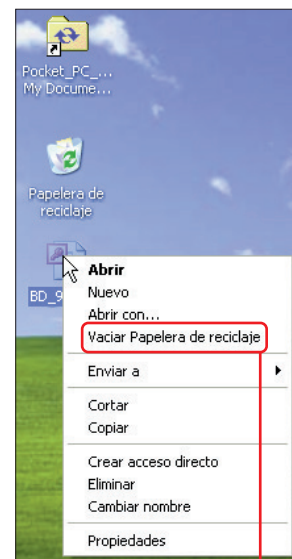 Pocket_PC_...
My Docume...
Papelera de
reciclaje
BD_9
Abrir
Nuevo
Abrir con...
Vaciar Papelera de reciclaje
Enviar a
Cortar
Copiar
Crear acceso directo
Eliminar
Cambiar nombre
Propiedades